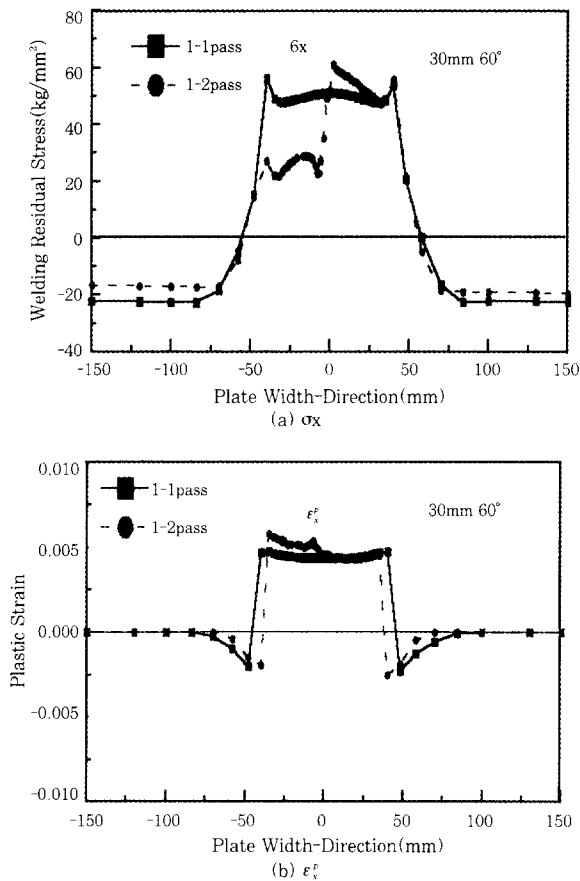 80
60
40
20
0
-20
-40
Welding Residual Stress(kg/mm²)
1-1pass
1-2pass
6x
30mm 60°
-150
-100
-50
0
50
100
150
Plate Width-Direction(mm)
(a) σx
0.010
0.005
0.000
-0.005
-0.010
Plastic Strain
1-1pass
1-2pass
εₓᵖ
30mm 60°
-150
-100
-50
0
50
100
150
Plate Width-Direction(mm)
(b) εₓᵖ